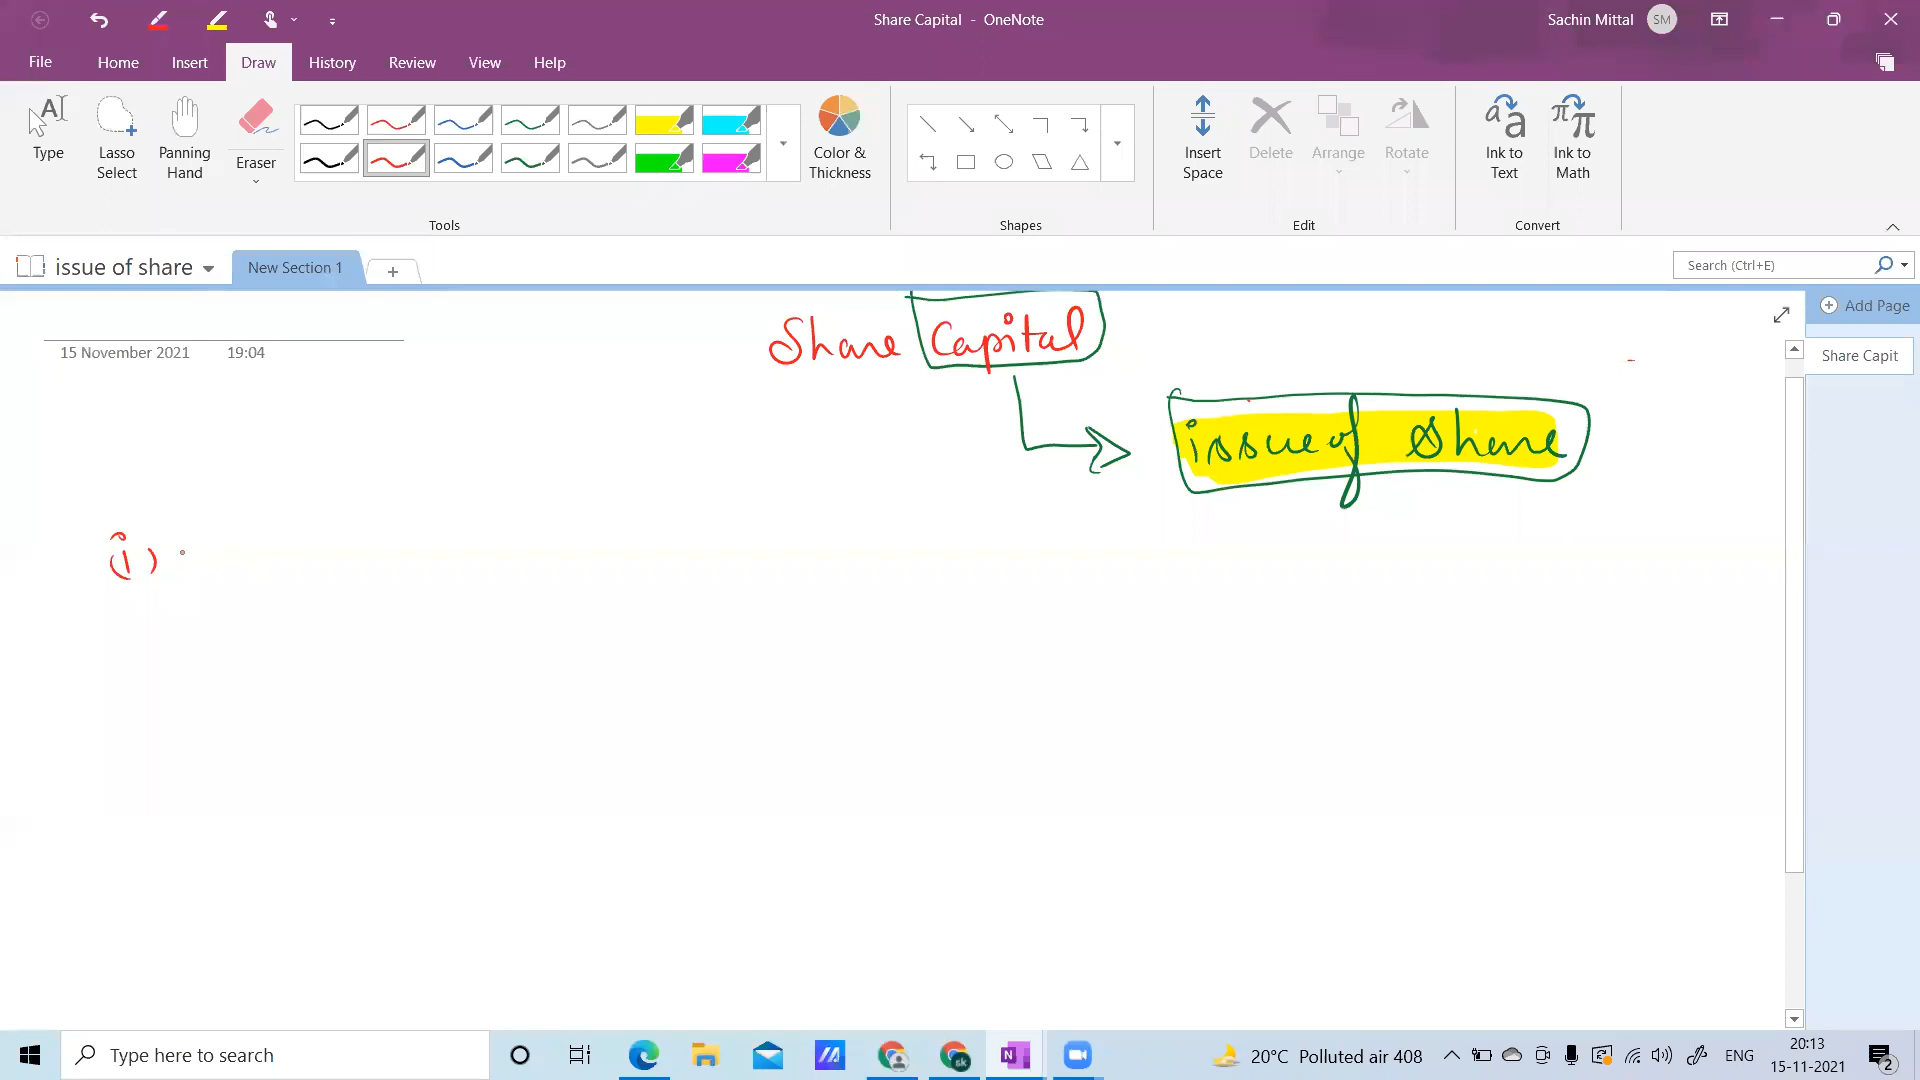 Share Capital - OneNote
Sachin Mittal
SM
File
Home
Insert
Draw
History
Review
View
Help
Type
Lasso Select
Panning Hand
Eraser
Color & Thickness
Insert Space
Delete
Arrange
Rotate
Ink to Text
Ink to Math
Tools
Shapes
Edit
Convert
issue of share
New Section 1
Search (Ctrl+E)
Add Page
Share Capit
15 November 2021
19:04
Share Capital
issue of Share
(i)
Type here to search
20°C Polluted air 408
ENG
20:13
15-11-2021
2